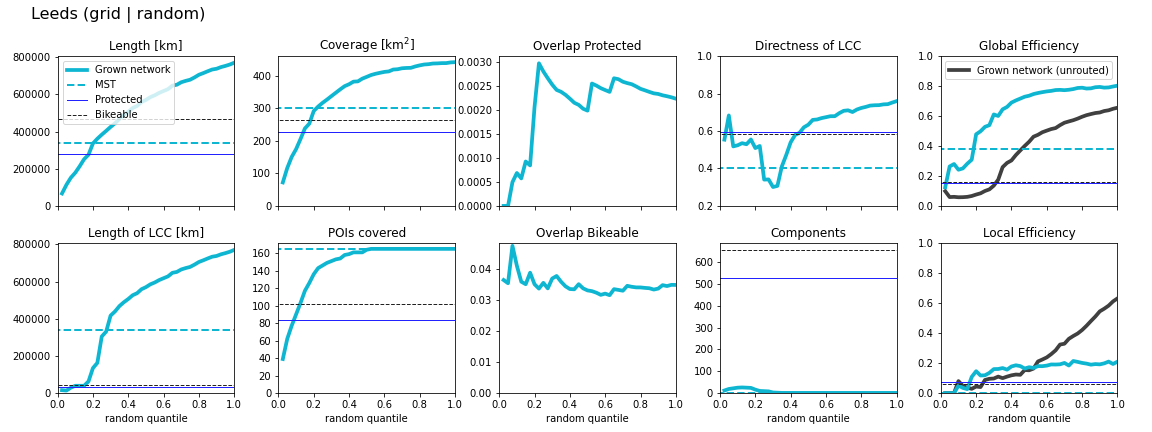 Leeds (grid | random)
Length [km]
Coverage [km²]
Overlap Protected
Directness of LCC
Global Efficiency
800000
600000
400000
200000
0
Grown network
MST
Protected
Bikeable
400
300
200
100
0
0.0030
0.0025
0.0020
0.0015
0.0010
0.0005
0.0000
1.0
0.8
0.6
0.4
0.2
1.0
0.8
0.6
0.4
0.2
0.0
Grown network (unrouted)
Length of LCC [km]
POIs covered
Overlap Bikeable
Components
Local Efficiency
800000
600000
400000
200000
0
160
140
120
100
80
60
40
20
0
0.04
0.03
0.02
0.01
0.00
600
500
400
300
200
100
0
1.0
0.8
0.6
0.4
0.2
0.0
0.0 0.2 0.4 0.6 0.8 1.0
0.0 0.2 0.4 0.6 0.8 1.0
0.0 0.2 0.4 0.6 0.8 1.0
0.0 0.2 0.4 0.6 0.8 1.0
0.0 0.2 0.4 0.6 0.8 1.0
random quantile
random quantile
random quantile
random quantile
random quantile